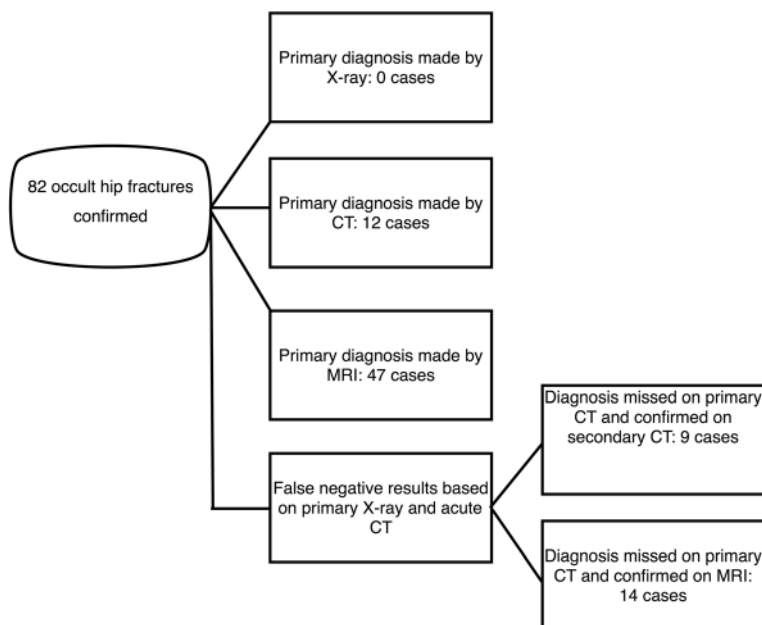 Primary diagnosis made by
X-ray: 0 cases
82 occult hip fractures
confirmed
Primary diagnosis made by
CT: 12 cases
Primary diagnosis made by
MRI: 47 cases
False negative results based
on primary X-ray and acute
CT
Diagnosis missed on primary
CT and confirmed on
secondary CT: 9 cases
Diagnosis missed on primary
CT and confirmed on MRI:
14 cases